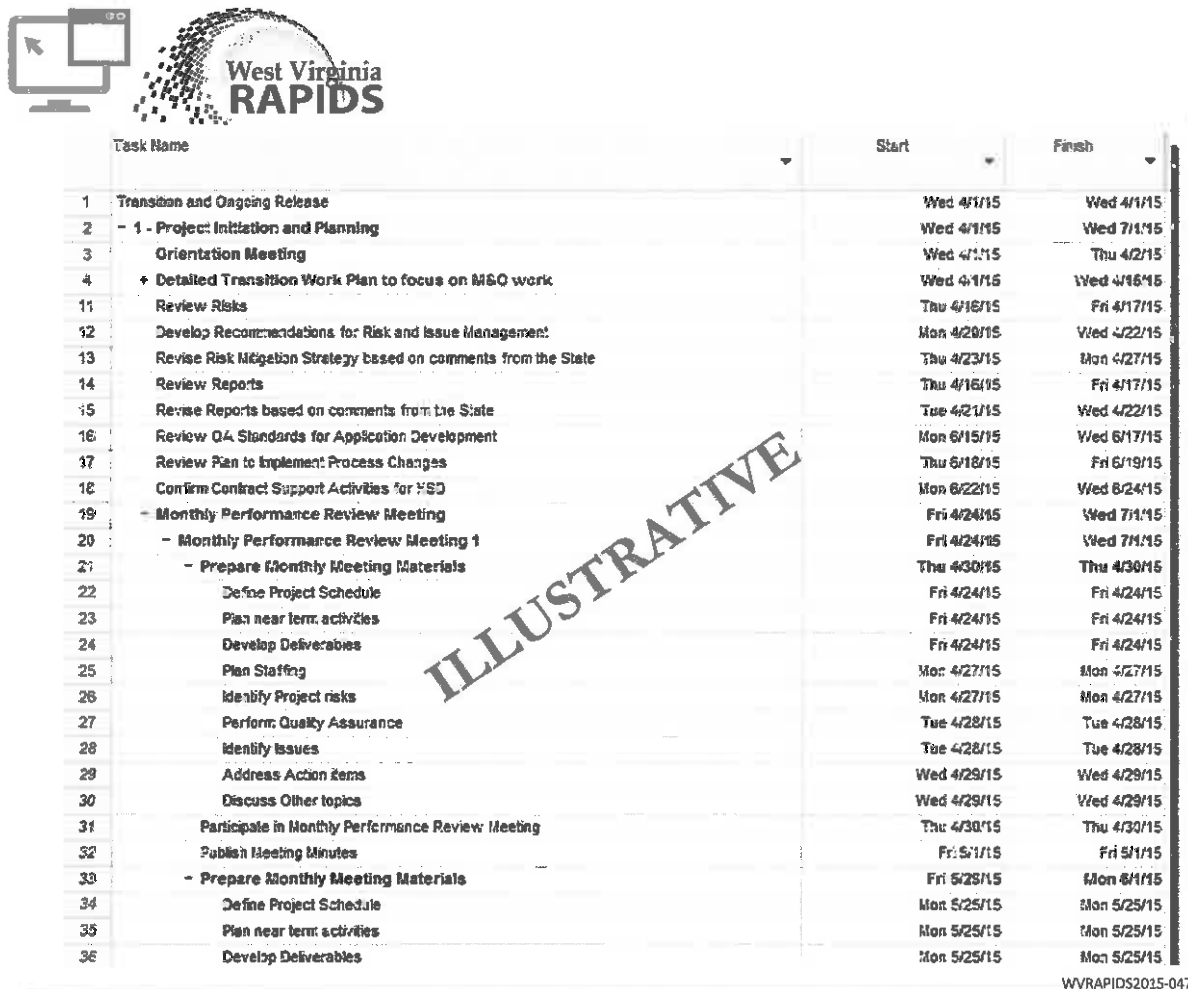 West Virginia
RAPIDS
Task Name Start Finish
1 Transition and Ongoing Release Wed 4/1/15 Wed 4/1/15
2 - 1 - Project Initiation and Planning Wed 4/1/15 Wed 7/1/15
3 Orientation Meeting Wed 4/1/15 Thu 4/2/15
4 + Detailed Transition Work Plan to focus on M&O work Wed 4/1/15 Wed 4/15/15
11 Review Risks Thu 4/16/15 Fri 4/17/15
12 Develop Recommendations for Risk and Issue Management Mon 4/20/15 Wed 4/22/15
13 Revise Risk Mitigation Strategy based on comments from the State Thu 4/23/15 Mon 4/27/15
14 Review Reports Thu 4/16/15 Fri 4/17/15
15 Revise Reports based on comments from the State Tue 4/21/15 Wed 4/22/15
16 Review QA Standards for Application Development Mon 6/15/15 Wed 6/17/15
17 Review Plan to Implement Process Changes Thu 6/18/15 Fri 6/19/15
18 Confirm Contract Support Activities for Mon 6/22/15 Wed 6/24/15
19 - Monthly Performance Review Meeting Fri 4/24/15 Wed 7/1/15
20 - Monthly Performance Review Meeting 1 Fri 4/24/15 Wed 7/1/15
21 - Prepare Monthly Meeting Materials Thu 4/30/15 Thu 4/30/15
22 Define Project Schedule Fri 4/24/15 Fri 4/24/15
23 Plan near term activities Fri 4/24/15 Fri 4/24/15
24 Develop Deliverables Fri 4/24/15 Fri 4/24/15
25 Plan Staffing Mon 4/27/15 Mon 4/27/15
26 Identify Project risks Mon 4/27/15 Mon 4/27/15
27 Perform Quality Assurance Tue 4/28/15 Tue 4/28/15
28 Identify Issues Tue 4/28/15 Tue 4/28/15
29 Address Action items Wed 4/29/15 Wed 4/29/15
30 Discuss Other topics Wed 4/29/15 Wed 4/29/15
31 Participate in Monthly Performance Review Meeting Thu 4/30/15 Thu 4/30/15
32 Publish Meeting Minutes Fri 5/1/15 Fri 5/1/15
33 - Prepare Monthly Meeting Materials Fri 5/29/15 Mon 6/1/15
34 Define Project Schedule Mon 5/25/15 Mon 5/25/15
35 Plan near term activities Mon 5/25/15 Mon 5/25/15
36 Develop Deliverables Mon 5/25/15 Mon 5/25/15
ILLUSTRATIVE
WVRAPIDS2015-047